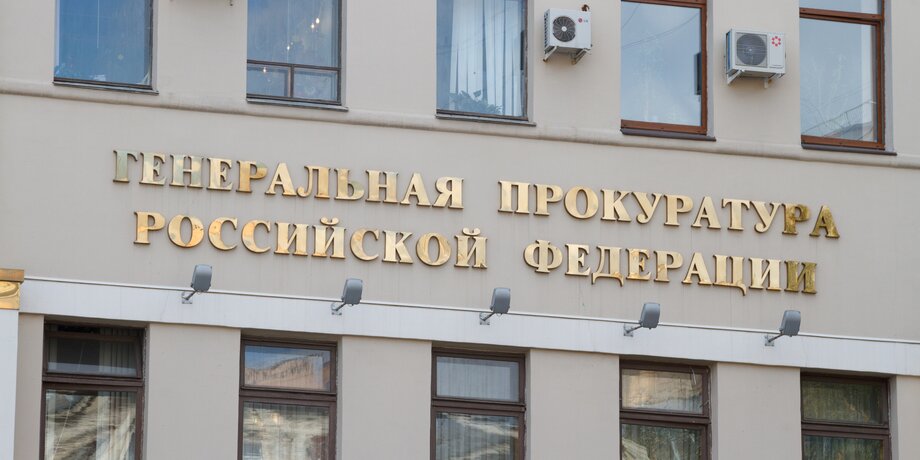 ГЕНЕРАЛЬНАЯ ПРОКУРАТУРА
РОССИЙСКОЙ ФЕДЕРАЦИИ